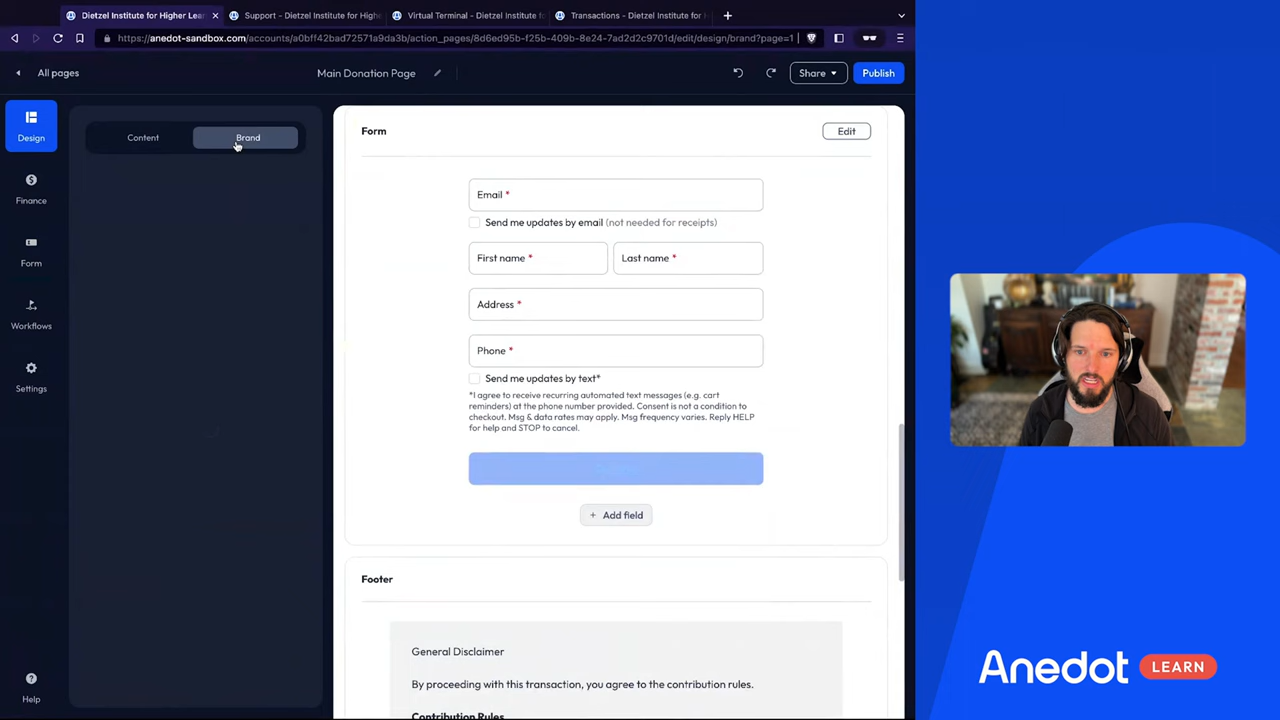 Dietzel Institute for Higher Lear
Support - Dietzel Institute for High
Virtual Terminal - Dietzel Institute f
Transactions - Dietzel Institute for H
https://anedot-sandbox.com/accounts/a0bff42bad72571a9da3b/action_pages/8d6ed95b-f25b-409b-8e24-7ad2d2c9701d/edit/design/brand?page=1
All pages
Main Donation Page
Share
Publish
Design
Finance
Form
Workflows
Settings
Help
Content
Brand
Form
Edit
Email *
Send me updates by email (not needed for receipts)
First name *
Last name *
Address *
Phone *
Send me updates by text*
*I agree to receive recurring automated text messages (e.g. cart
reminders) at the phone number provided. Consent is not a condition to
checkout. Msg & data rates may apply. Msg frequency varies. Reply HELP
for help and STOP to cancel.
+ Add field
Footer
General Disclaimer
By proceeding with this transaction, you agree to the contribution rules.
Contribution Rules
Anedot LEARN